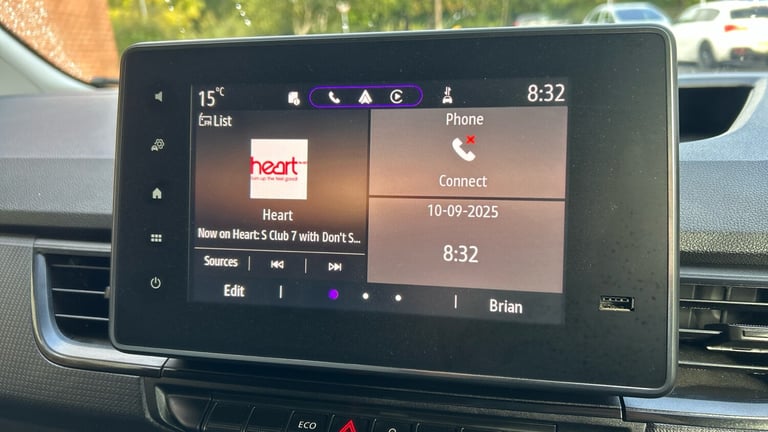 15°C
8:32
List
heart
turn up the feel good!
Heart
Now on Heart: S Club 7 with Don't S...
Sources
Edit
Phone
Connect
10-09-2025
8:32
Brian
ECO